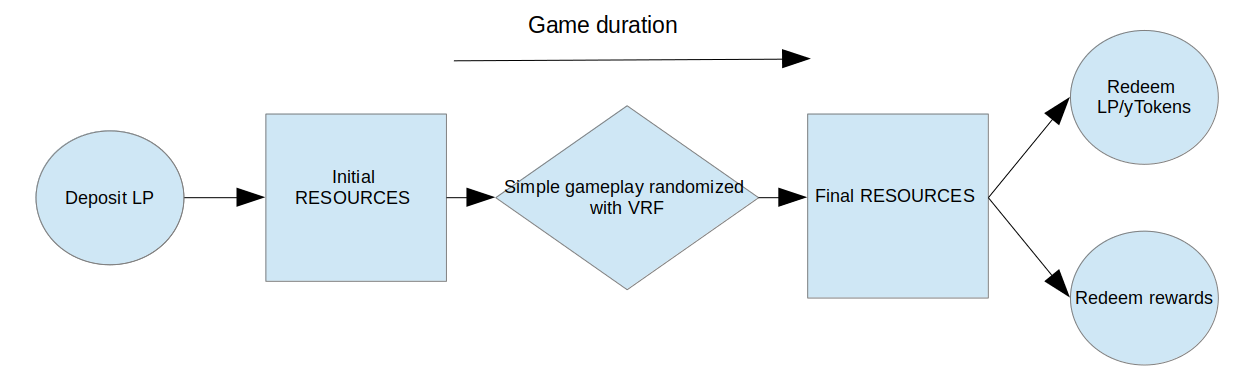 Game duration
Deposit LP
Initial
RESOURCES
Simple gameplay randomized
with VRF
Final RESOURCES
Redeem
LP/yTokens
Redeem rewards